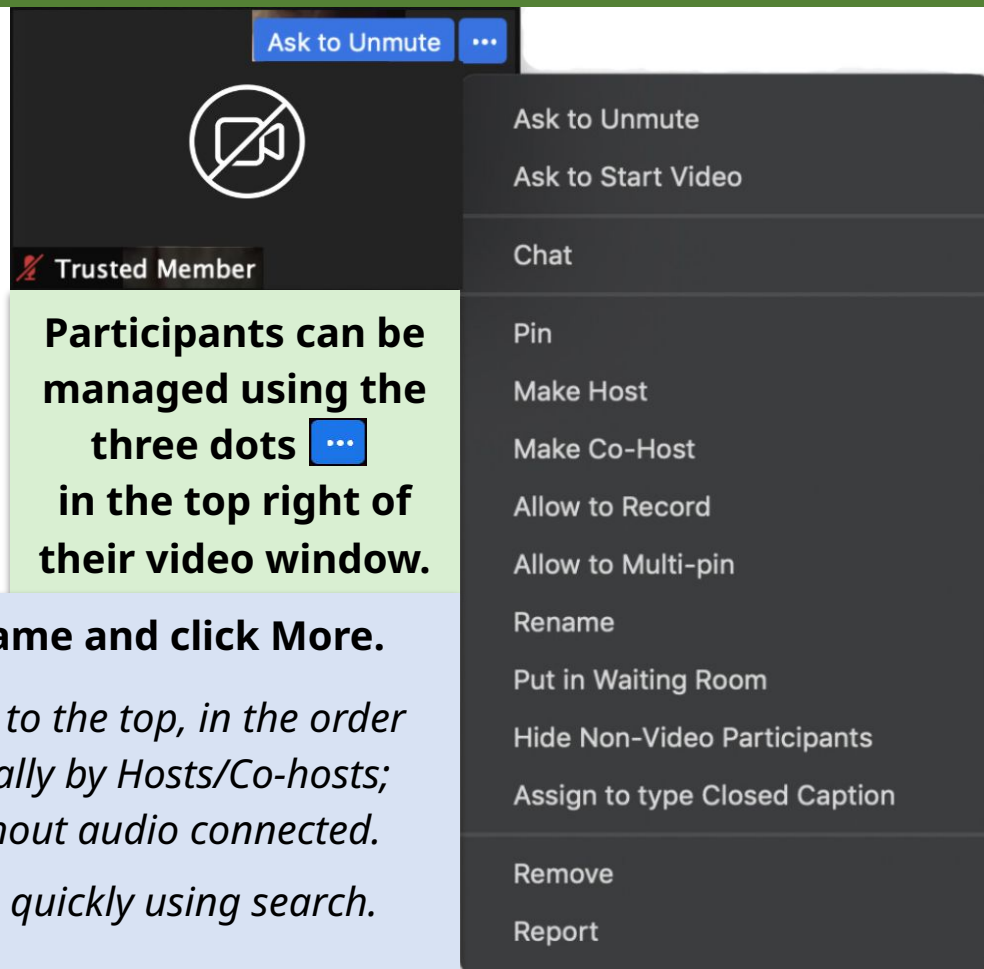 Ask to Unmute
Trusted Member
Participants can be
managed using the
three dots
in the top right of
their video window.
and click More.
to the top, in the order
by Hosts/Co-hosts;
audio connected.
quickly using search.
Ask to Unmute
Ask to Start Video
Chat
Pin
Make Host
Make Co-Host
Allow to Record
Allow to Multi-pin
Rename
Put in Waiting Room
Hide Non-Video Participants
Assign to type Closed Caption
Remove
Report